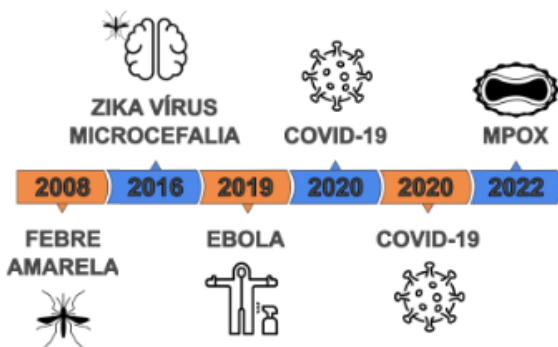 ZIKA VÍRUS
MICROCEFALIA
COVID-19
MPOX
2008 2016 2019 2020 2020 2022
FEBRE
AMARELA
EBOLA
COVID-19